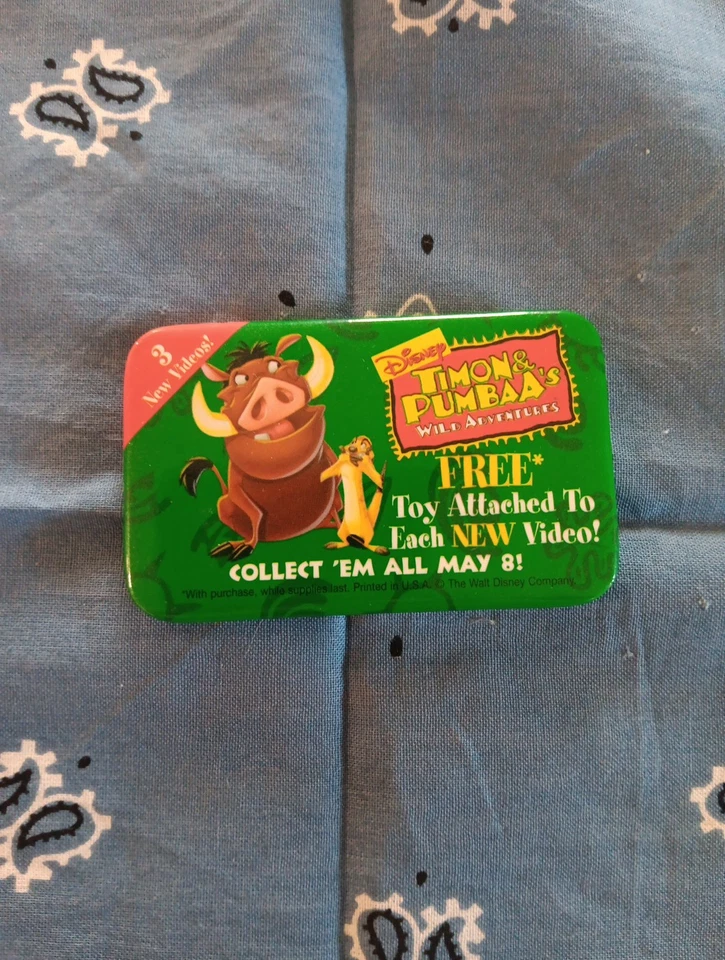 3
New Videos!
Disney
TIMON &
PUMBAA's
WILD ADVENTURES
FREE*
Toy Attached To
Each NEW Video!
COLLECT 'EM ALL MAY 8!
*With purchase, while supplies last. Printed in U.S.A. © The Walt Disney Company.